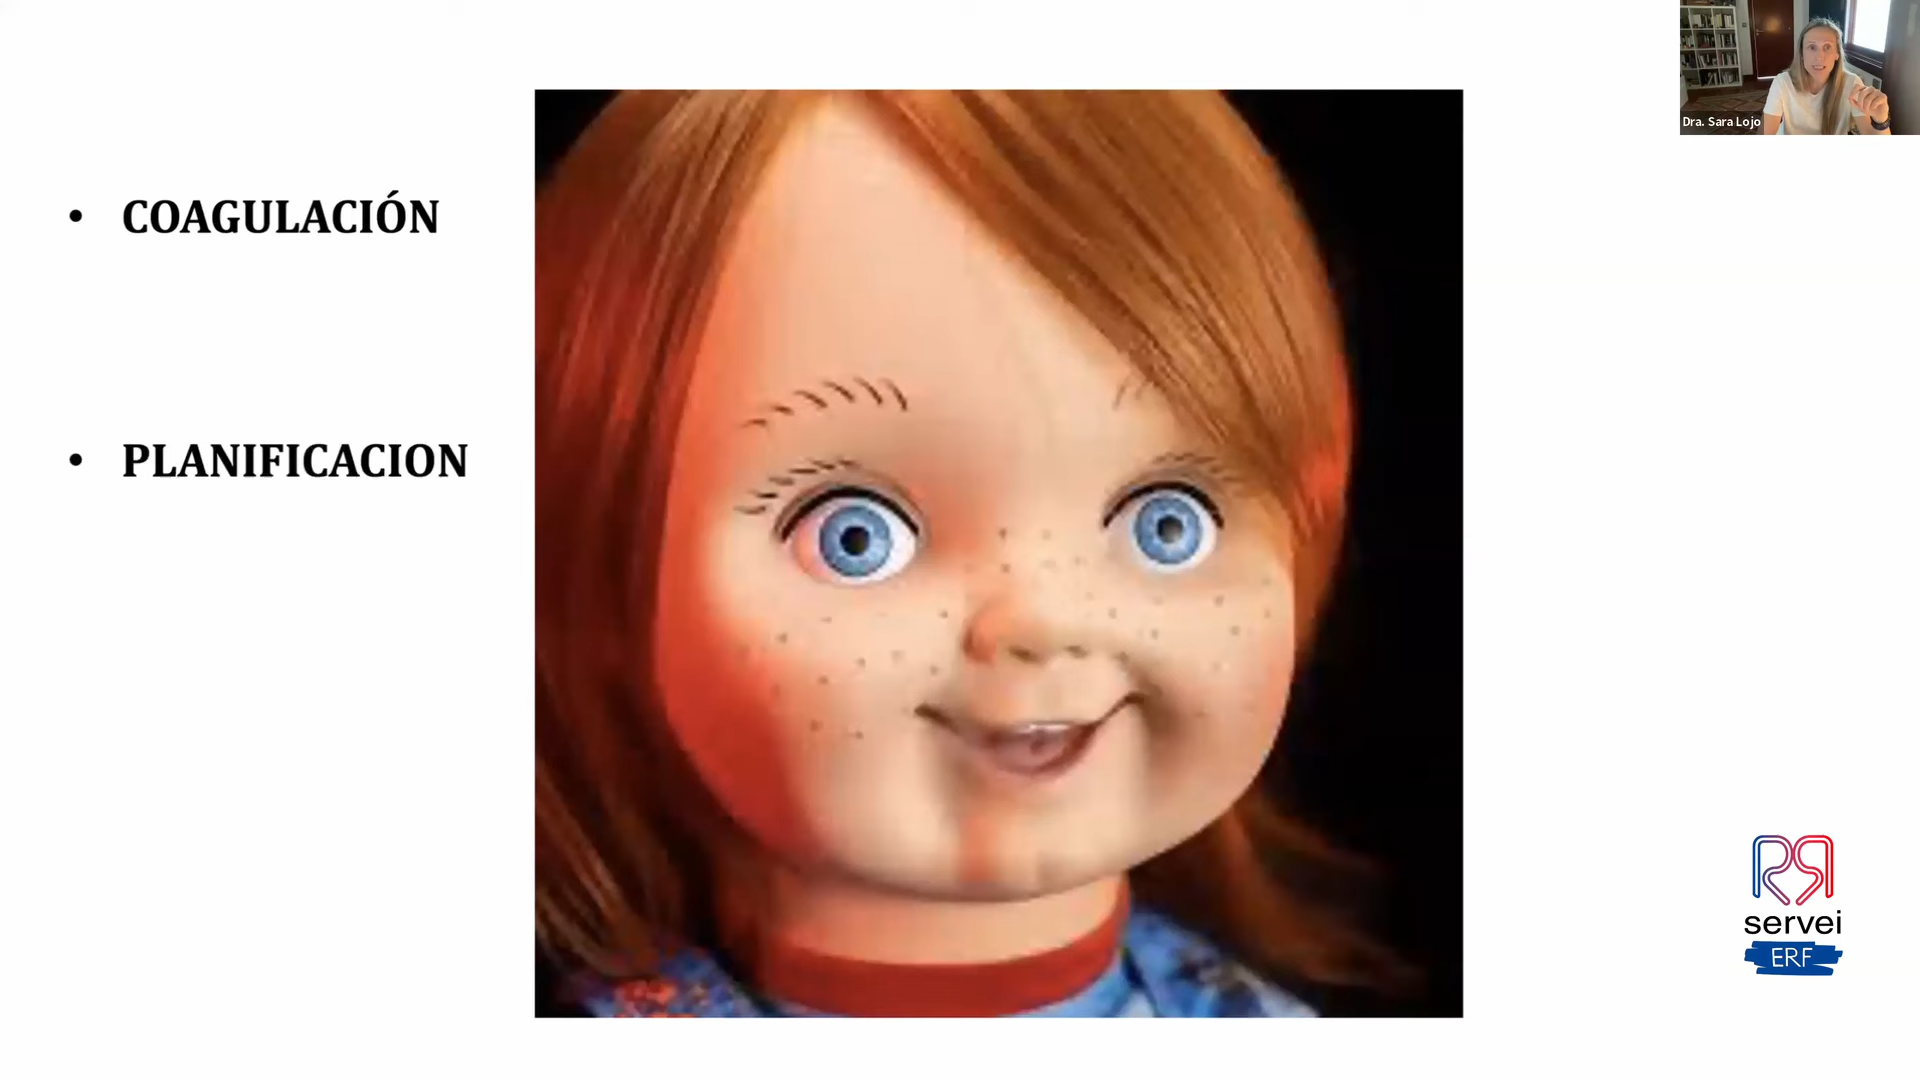 Dra. Sara Lojo
• COAGULACIÓN
• PLANIFICACION
servei
ERF